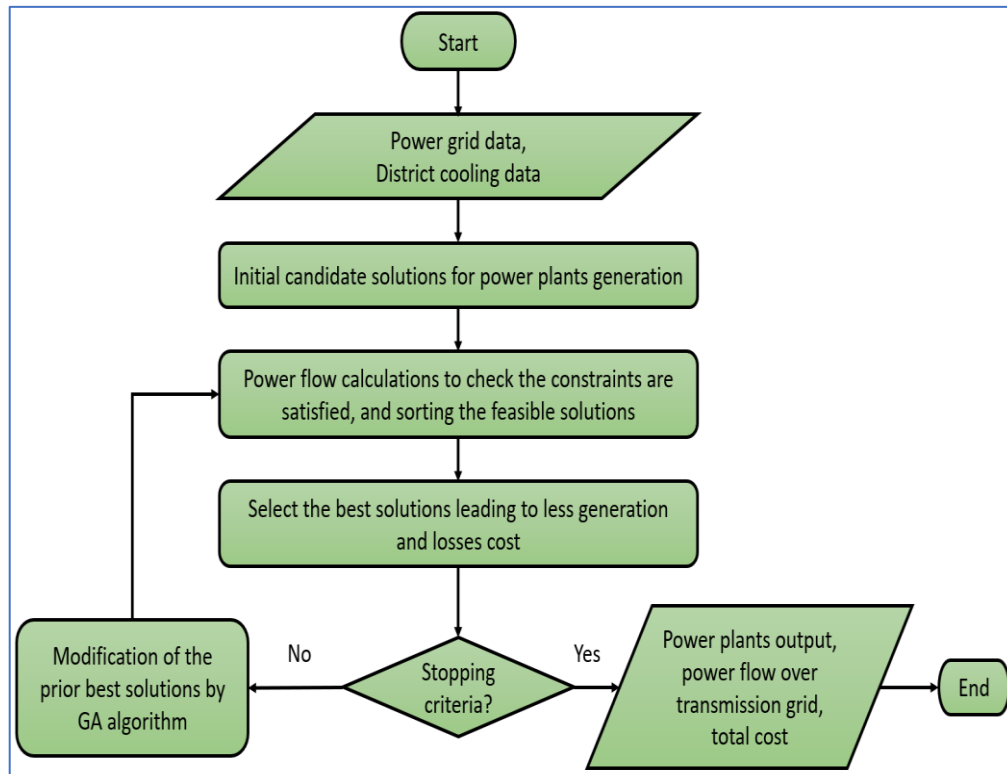 Start
Power grid data,
District cooling data
Initial candidate solutions for power plants generation
Power flow calculations to check the constraints are
satisfied, and sorting the feasible solutions
Select the best solutions leading to less generation
and losses cost
Stopping
criteria?
No
Yes
Modification of the
prior best solutions by
GA algorithm
Power plants output,
power flow over
transmission grid,
total cost
End